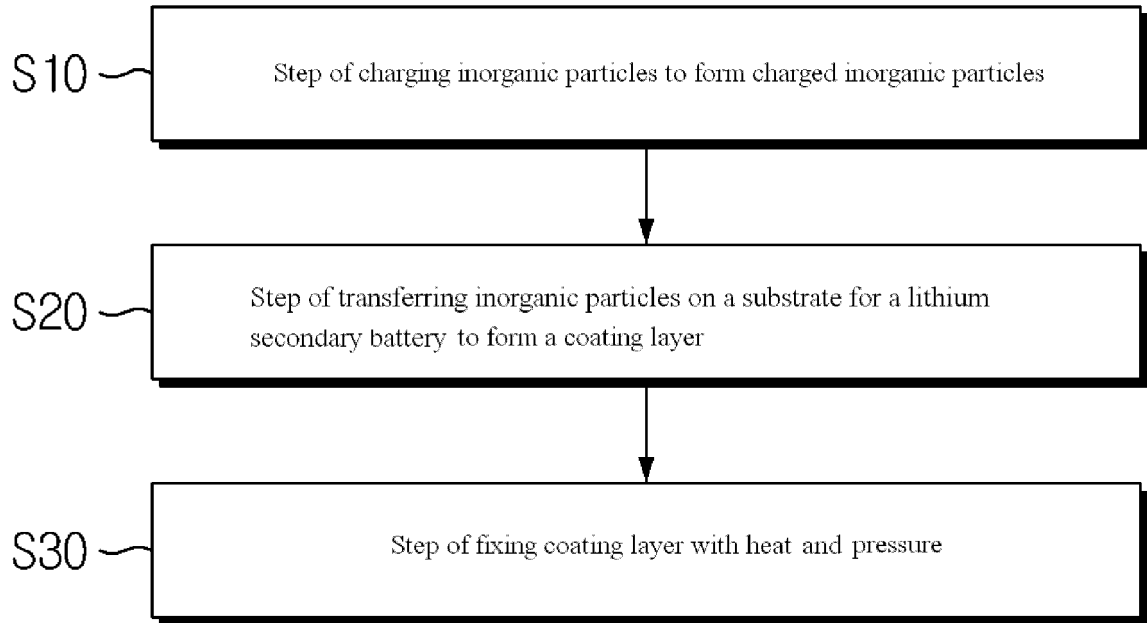 S10
Step of charging inorganic particles to form charged inorganic particles
S20
Step of transferring inorganic particles on a substrate for a lithium
secondary battery to form a coating layer
S30
Step of fixing coating layer with heat and pressure